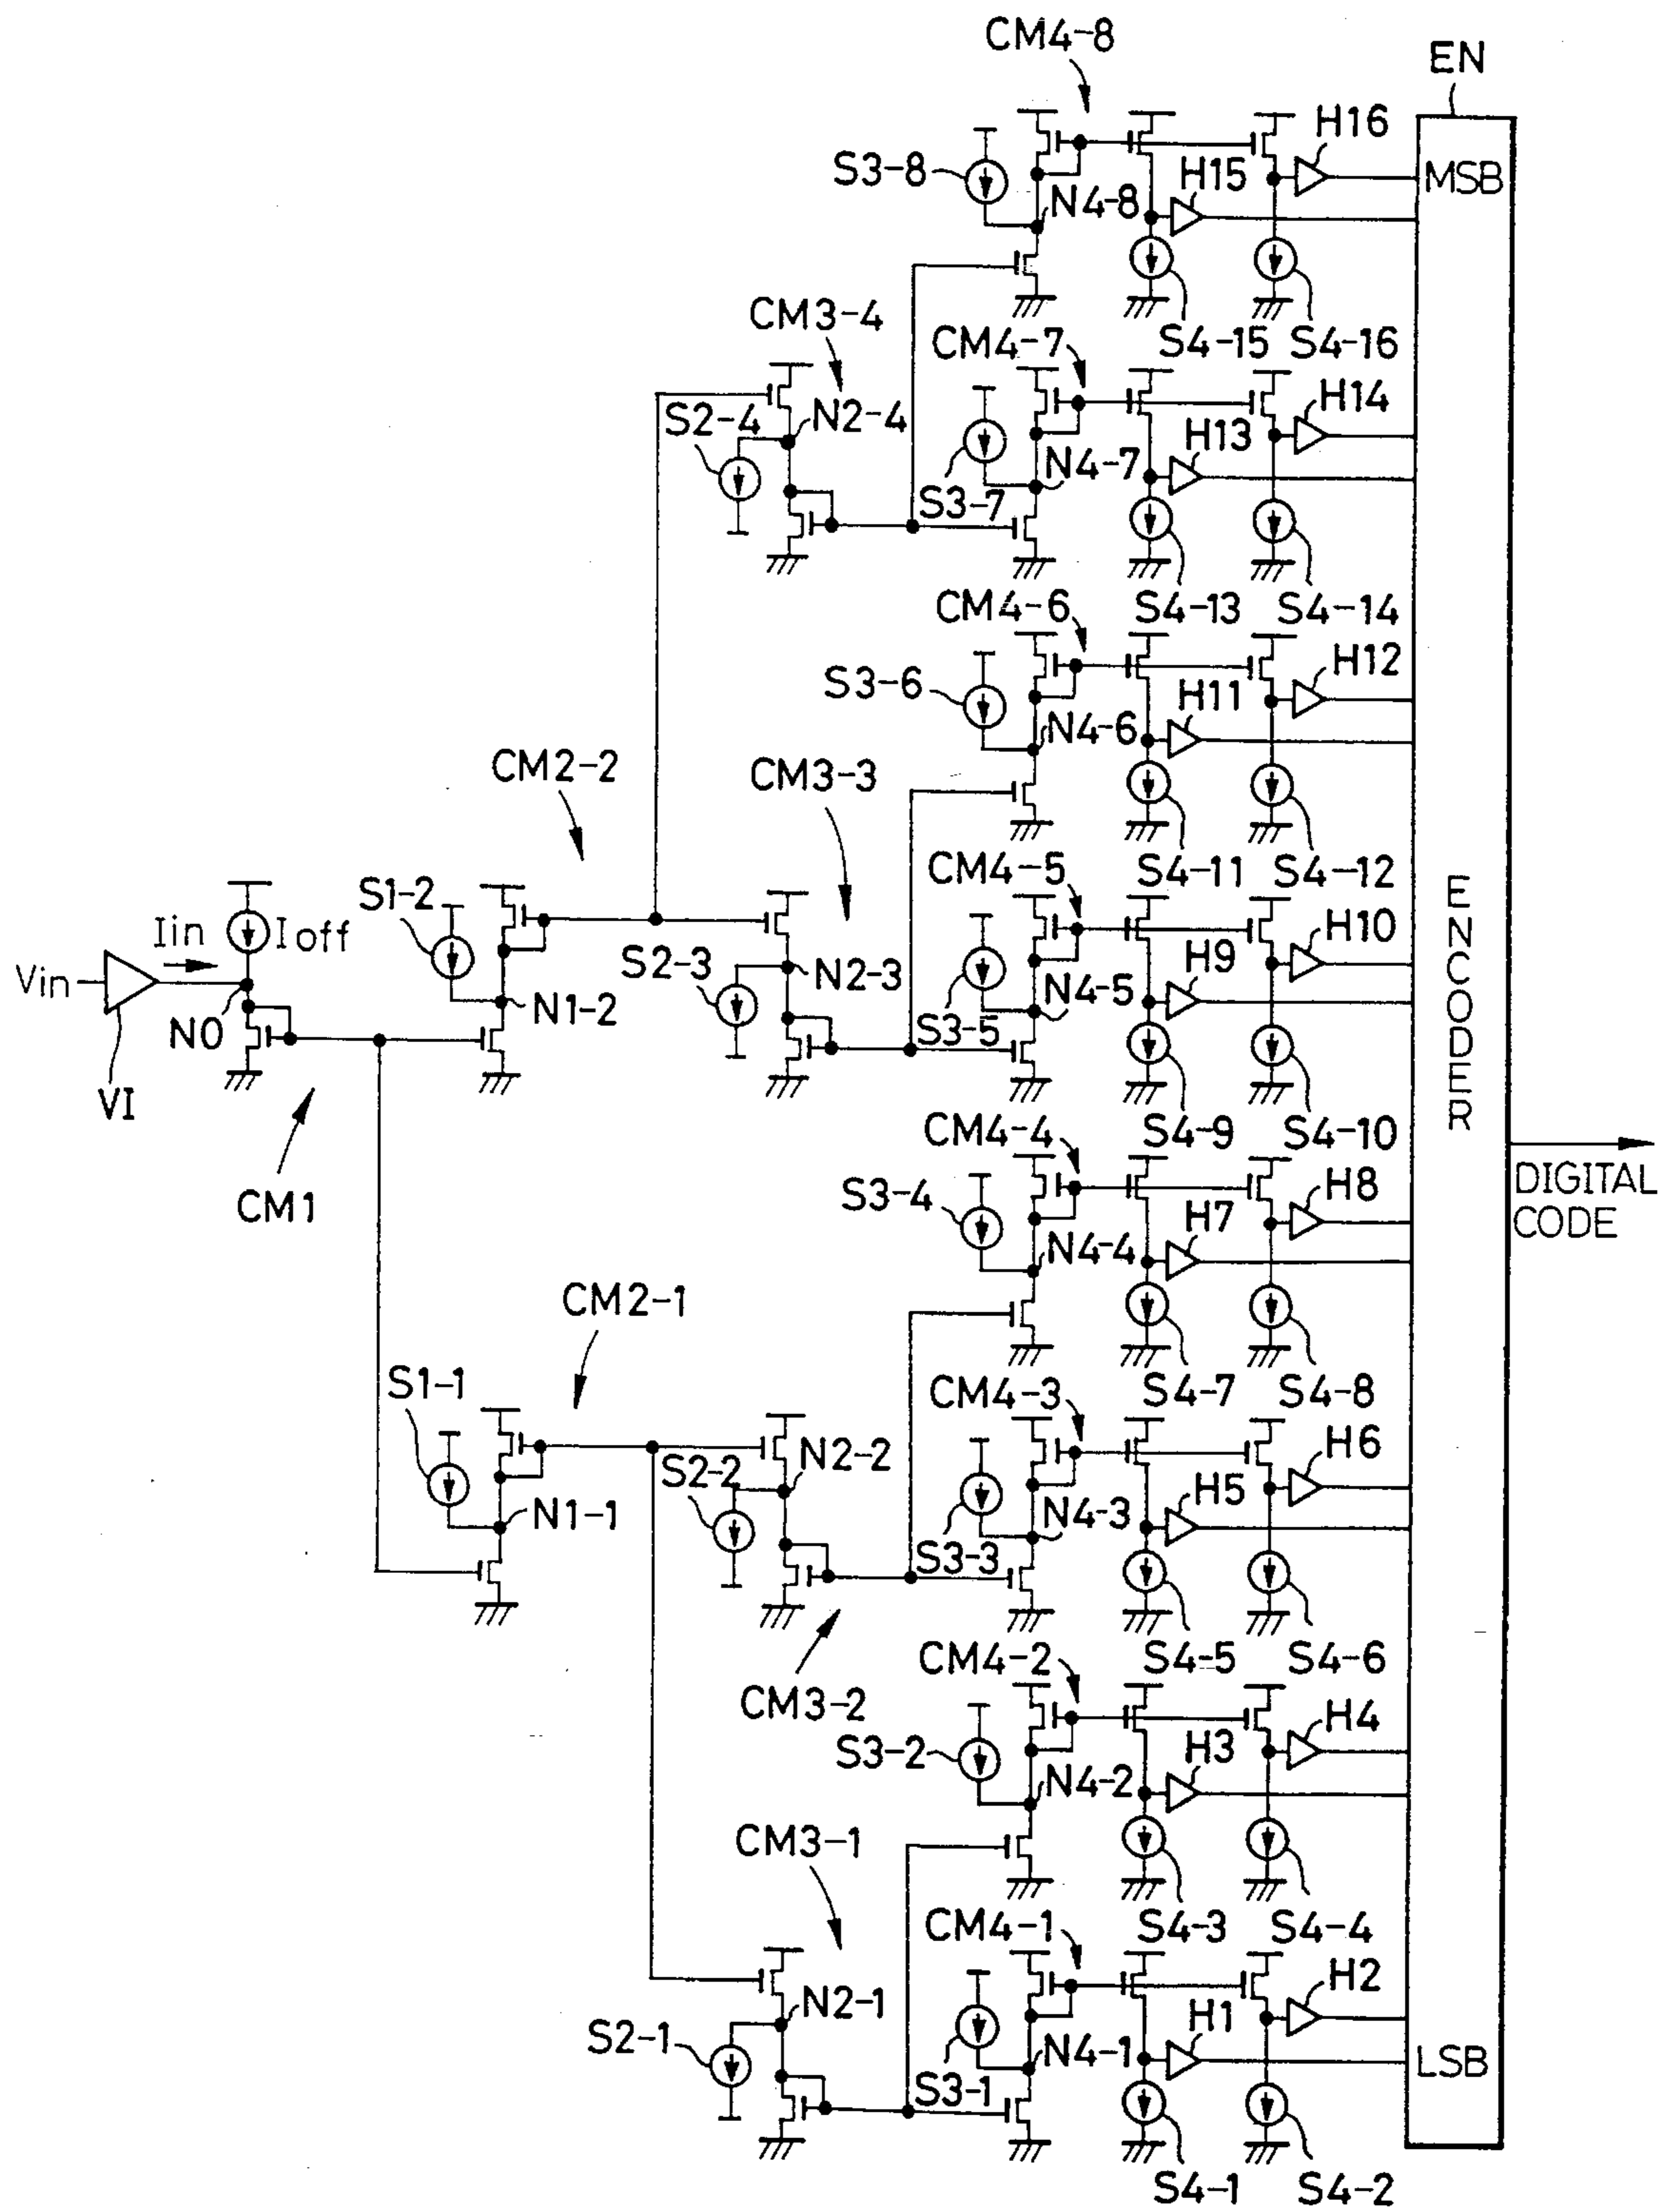 CM4-8
EN
H16
S3-8
H15
MSB
N4-8
CM3-4
CM4-7
S4-15
S4-16
S2-4
N2-4
H14
H13
N4-7
S3-7
CM4-6
S4-13
S4-14
H12
S3-6
H11
N4-6
CM2-2
CM3-3
CM4-5
S4-11
S4-12
S1-2
H10
Iin
Ioff
S2-3
N2-3
H9
Vin
N4-5
N1-2
S3-5
N0
ENCODER
VI
CM4-4
S4-9
S4-10
CM1
S3-4
H8
DIGITAL
CODE
H7
N4-4
CM2-1
S1-1
CM4-3
S4-7
S4-8
H6
S2-2
N2-2
H5
N1-1
N4-3
S3-3
CM4-2
S4-5
S4-6
CM3-2
H4
S3-2
H3
N4-2
CM3-1
CM4-1
S4-3
S4-4
H2
N2-1
H1
S2-1
N4-1
LSB
S3-1
S4-1
S4-2